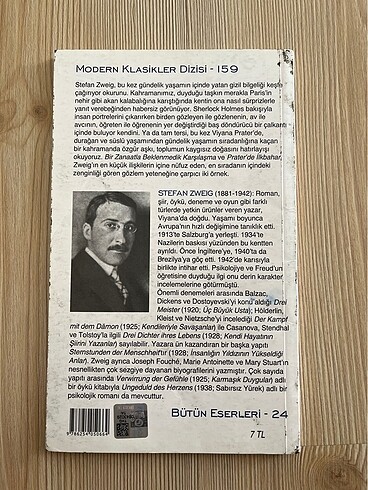 MODERN KLASİKLER DİZİSİ - 159
Stefan Zweig, bu kez gündelik yaşamın içinde yatan gizil bilgeliği keşfe
çağırıyor okurunu. Kahramanımız, duyduğu taşkın merakla Paris'in
nehir gibi akan kalabalığına karıştığında kentin ona nasıl sürprizlerle
yanıt verebeğinden habersiz görünüyor. Sherlock Holmes bakışıyla
insan portrelerini çıkarırken birden gözleyen ile gözlenenin, av ile
avcının, öğreten ile öğrenenin yer değiştirdiği baş döndürücü bir çalkantı
içinde buluyor kendini. Ya da tam tersi, bu kez Viyana Prater'de,
durağan ve süslü yaşamından gündelik yaşamın sıradanlığına kaçan
bir kahramanda özgür aşkı, toplumun kaygısız doğasını hatırlayışı
okuyoruz. Bir Zanaatla Beklenmedik Karşılaşma ve Prater'de İlkbahar,
Zweig'ın en küçük ilişkilerin içine nüfuz eden, en sıradanın içindeki
zenginliği gören gözlem yeteneğine çarpıcı iki örnek.
STEFAN ZWEIG (1881-1942): Roman,
şiir, öykü, deneme ve oyun gibi farklı
türlerde yetkin ürünler veren yazar,
Viyana'da doğdu. Yaşamı boyunca
Avrupa'nın hızlı değişimine tanıklık etti.
1913'te Salzburg'a yerleşti. 1934'te
Nazilerin baskısı yüzünden bu kentten
ayrıldı. Önce İngiltere'ye, 1940'ta da
Brezilya'ya göç etti. 1942'de karısıyla
birlikte intihar etti. Psikolojiye ve Freud'un
öğretisine duyduğu ilgi onu derin karakter
incelemelerine götürmüştü.
Önemli denemeleri arasında Balzac,
Dickens ve Dostoyevski'yi konu aldığı Drei
Meister (1920; Üç Büyük Usta); Hölderlin,
Kleist ve Nietzsche'yi incelediği Der Kampf
mit dem Dämon (1925; Kendileriyle Savaşanlar) ile Casanova, Stendhal
ve Tolstoy'la ilgili Drei Dichter ihres Lebens (1928; Kendi Hayatının
Şiirini Yazanlar) sayılabilir. Yazara ün kazandıran bir başka yapıtı
Sternstunden der Menschheit'tır (1928; İnsanlığın Yıldızının Yükseldiği
Anlar). Zweig ayrıca Joseph Fouché, Marie Antoinette ve Mary Stuart'ın
nesnellikten çok sezgiye dayanan biyografilerini yazmıştır. Çok sayıda
yapıtı arasında Verwirrung der Gefühle (1925; Karmaşık Duygular) adlı
bir öykü kitabıyla Ungeduld des Herzens (1938; Sabırsız Yürek) adlı bir
psikolojik romanı da mevcuttur.
BÜTÜN ESERLERİ - 24
9 786254 050664
7 TL